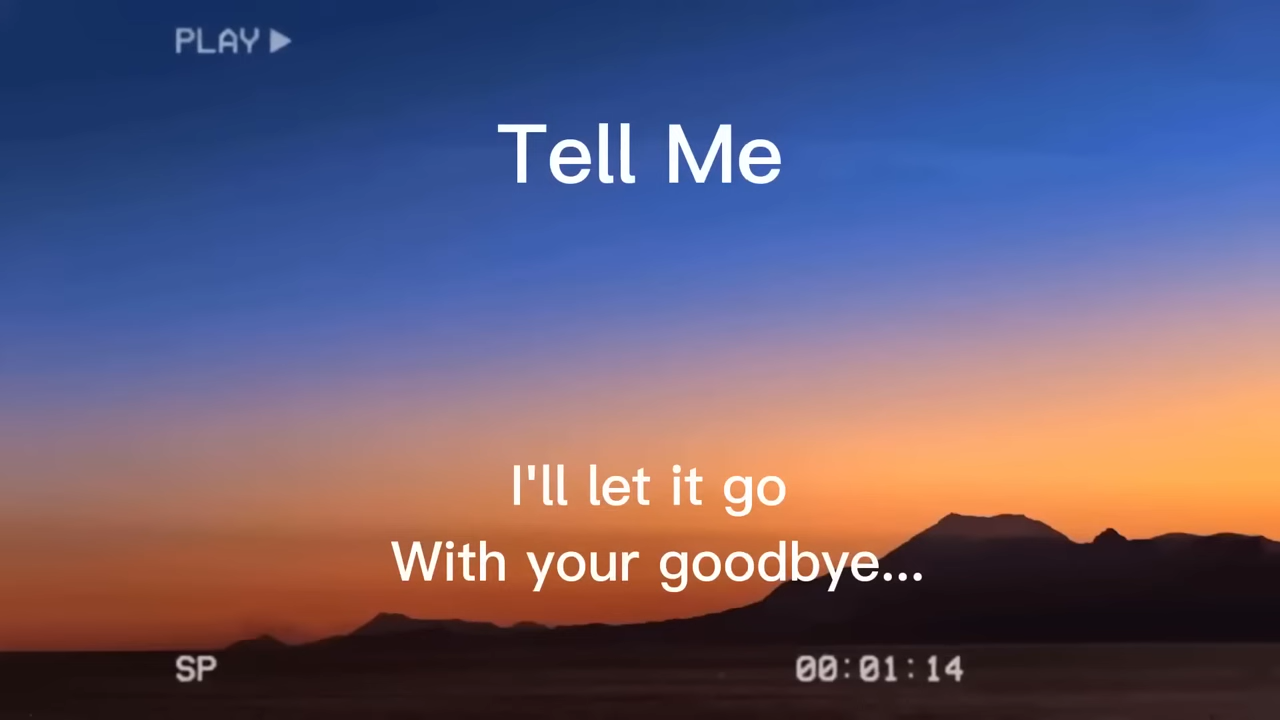 PLAY ▶
Tell Me
I'll let it go
With your goodbye...
SP
00:01:14